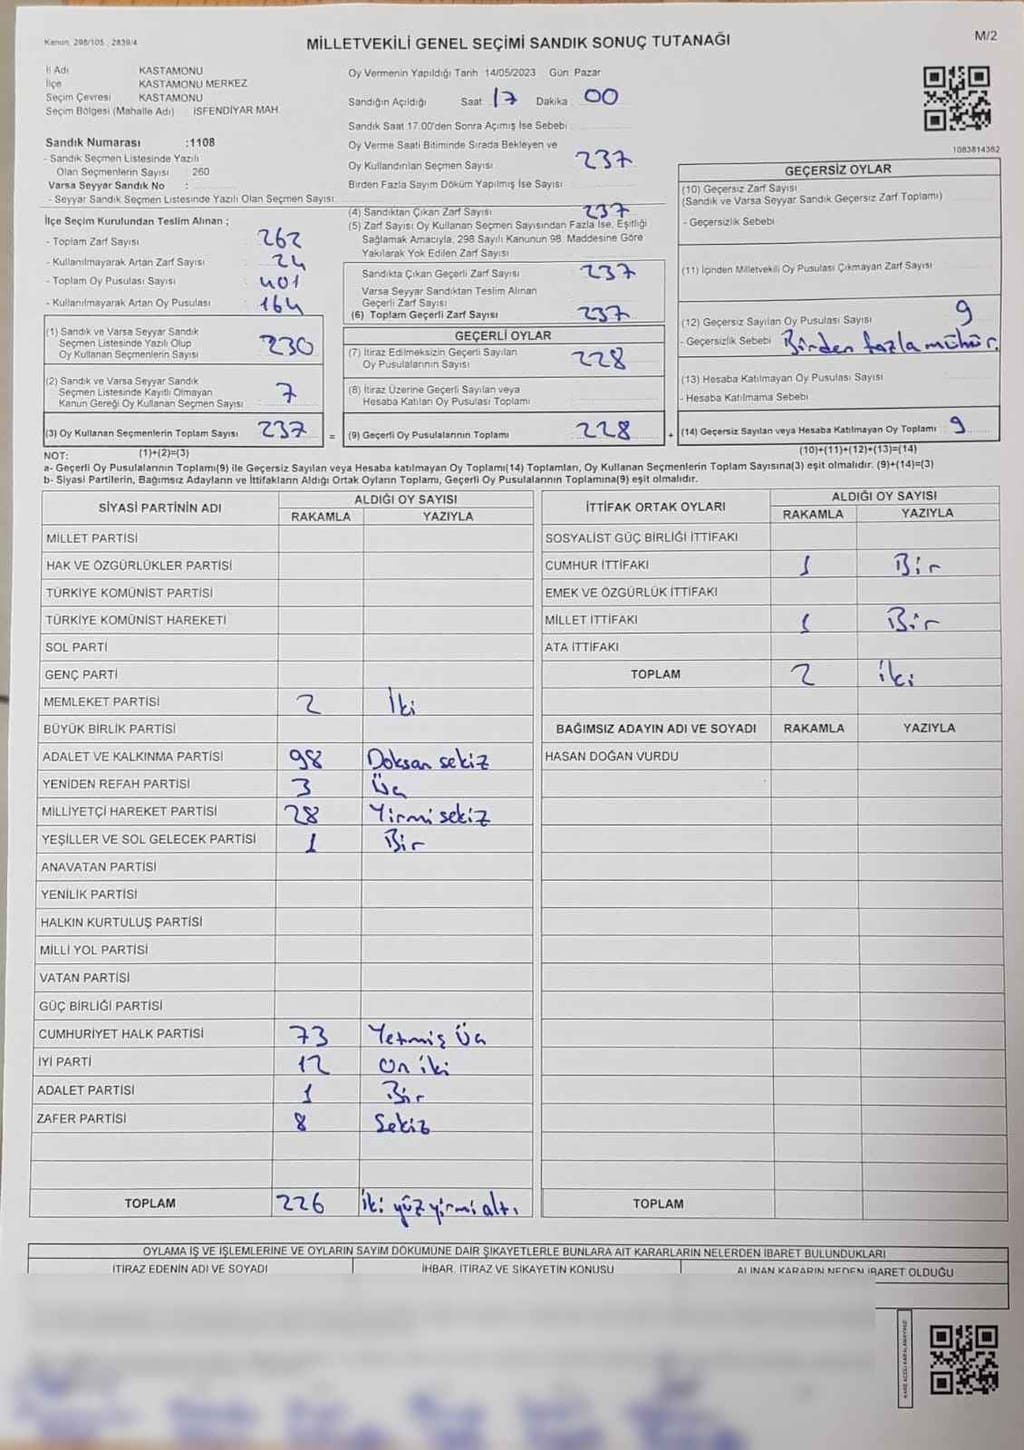 Kanun 298/105 , 2839/4
MİLLETVEKİLİ GENEL SEÇİMİ SANDIK SONUÇ TUTANAĞI
M/2
İl Adı KASTAMONU
İlçe KASTAMONU MERKEZ
Seçim Çevresi KASTAMONU
Seçim Bölgesi (Mahalle Adı) İSFENDİYAR MAH
Sandık Numarası :1108
- Sandık Seçmen Listesinde Yazılı
Olan Seçmenlerin Sayısı : 260
Varsa Seyyar Sandık No :
- Seyyar Sandık Seçmen Listesinde Yazılı Olan Seçmen Sayısı
İlçe Seçim Kurulundan Teslim Alınan ;
- Toplam Zarf Sayısı 262
- Kullanılmayarak Artan Zarf Sayısı 24
- Toplam Oy Pusulası Sayısı 401
- Kullanılmayarak Artan Oy Pusulası 164
(1) Sandık ve Varsa Seyyar Sandık
Seçmen Listesinde Yazılı Olup
Oy Kullanan Seçmenlerin Sayısı 230
(2) Sandık ve Varsa Seyyar Sandık
Seçmen Listesinde Kayıtlı Olmayan
Kanun Gereği Oy Kullanan Seçmen Sayısı 7
(3) Oy Kullanan Seçmenlerin Toplam Sayısı 237 =
Oy Vermenin Yapıldığı Tarih 14/05/2023 Gün Pazar
Sandığın Açıldığı Saat 17 Dakika 00
Sandık Saat 17.00'den Sonra Açımış İse Sebebi
Oy Verme Saati Bitiminde Sırada Bekleyen ve
Oy Kullandırılan Seçmen Sayısı 237
Birden Fazla Sayım Döküm Yapılmış İse Sayısı
(4) Sandıktan Çıkan Zarf Sayısı 237
(5) Zarf Sayısı Oy Kullanan Seçmen Sayısından Fazla İse, Eşitliği
Sağlamak Amacıyla, 298 Sayılı Kanunun 98. Maddesine Göre
Yakılarak Yok Edilen Zarf Sayısı
Sandıkta Çıkan Geçerli Zarf Sayısı 237
Varsa Seyyar Sandıktan Teslim Alınan
Geçerli Zarf Sayısı
(6) Toplam Geçerli Zarf Sayısı 237
GEÇERLİ OYLAR
(7) İtiraz Edilmeksizin Geçerli Sayılan
Oy Pusulalarının Sayısı 228
(8) İtiraz Üzerine Geçerli Sayılan veya
Hesaba Katılan Oy Pusulası Toplamı
(9) Geçerli Oy Pusulalarının Toplamı 228 +
1083814362
GEÇERSİZ OYLAR
(10) Geçersiz Zarf Sayısı
(Sandık ve Varsa Seyyar Sandık Geçersiz Zarf Toplamı)
- Geçersizlik Sebebi
(11) İçinden Milletvekili Oy Pusulası Çıkmayan Zarf Sayısı
(12) Geçersiz Sayılan Oy Pusulası Sayısı 9
- Geçersizlik Sebebi Birden fazla mühür.
(13) Hesaba Katılmayan Oy Pusulası Sayısı
- Hesaba Katılmama Sebebi
(14) Geçersiz Sayılan veya Hesaba Katılmayan Oy Toplamı 9
NOT: (1)+(2)=(3) (10)+(11)+(12)+(13)=(14)
a- Geçerli Oy Pusulalarının Toplamı(9) ile Geçersiz Sayılan veya Hesaba katılmayan Oy Toplamı(14) Toplamları, Oy Kullanan Seçmenlerin Toplam Sayısına(3) eşit olmalıdır. (9)+(14)=(3)
b- Siyasi Partilerin, Bağımsız Adayların ve İttifakların Aldığı Ortak Oyların Toplamı, Geçerli Oy Pusulalarının Toplamına(9) eşit olmalıdır.
SİYASİ PARTİNİN ADI ALDIĞI OY SAYISI
RAKAMLA YAZIYLA
MİLLET PARTİSİ
HAK VE ÖZGÜRLÜKLER PARTİSİ
TÜRKİYE KOMÜNİST PARTİSİ
TÜRKİYE KOMÜNİST HAREKETİ
SOL PARTİ
GENÇ PARTİ
MEMLEKET PARTİSİ 2 İki
BÜYÜK BİRLİK PARTİSİ
ADALET VE KALKINMA PARTİSİ 98 Doksan sekiz
YENİDEN REFAH PARTİSİ 3 Üç
MİLLİYETÇİ HAREKET PARTİSİ 28 Yirmi sekiz
YEŞİLLER VE SOL GELECEK PARTİSİ 1 Bir
ANAVATAN PARTİSİ
YENİLİK PARTİSİ
HALKIN KURTULUŞ PARTİSİ
MİLLİ YOL PARTİSİ
VATAN PARTİSİ
GÜÇ BİRLİĞİ PARTİSİ
CUMHURİYET HALK PARTİSİ 73 Yetmiş Üç
İYİ PARTİ 12 On iki
ADALET PARTİSİ 1 Bir
ZAFER PARTİSİ 8 Sekiz
TOPLAM 226 İki yüz yirmi altı
İTTİFAK ORTAK OYLARI ALDIĞI OY SAYISI
RAKAMLA YAZIYLA
SOSYALİST GÜÇ BİRLİĞİ İTTİFAKI
CUMHUR İTTİFAKI 1 Bir
EMEK VE ÖZGÜRLÜK İTTİFAKI
MİLLET İTTİFAKI 1 Bir
ATA İTTİFAKI
TOPLAM 2 İki
BAĞIMSIZ ADAYIN ADI VE SOYADI RAKAMLA YAZIYLA
HASAN DOĞAN VURDU
TOPLAM
OYLAMA İŞ VE İŞLEMLERİNE VE OYLARIN SAYIM DÖKÜMÜNE DAİR ŞİKAYETLERLE BUNLARA AİT KARARLARIN NELERDEN İBARET BULUNDUKLARI
İTİRAZ EDENİN ADI VE SOYADI İHBAR, İTİRAZ VE ŞİKAYETİN KONUSU ALINAN KARARIN NEDEN İBARET OLDUĞU